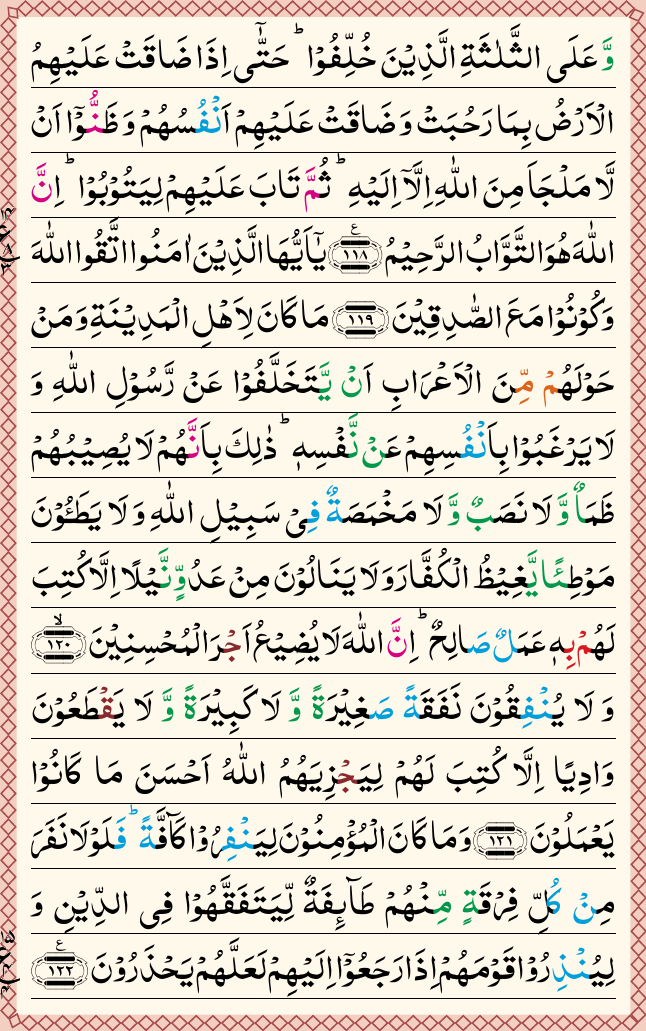 وَّعَلَى الثَّلٰثَةِ الَّذِيْنَ خُلِّفُوْا ؕ حَتّٰۤى اِذَا ضَاقَتْ عَلَيْهِمُ
الْاَرْضُ بِمَا رَحُبَتْ وَ ضَاقَتْ عَلَيْهِمْ اَنْفُسُهُمْ وَ ظَنُّوْۤا اَنْ
لَّا مَلْجَاَ مِنَ اللّٰهِ اِلَّاۤ اِلَيْهِ ؕ ثُمَّ تَابَ عَلَيْهِمْ لِيَتُوْبُوْا ؕ اِنَّ
اللّٰهَ هُوَ التَّوَّابُ الرَّحِيْمُ ۧ ﴿۱۱۸﴾ يٰۤاَيُّهَا الَّذِيْنَ اٰمَنُوا اتَّقُوا اللّٰهَ
وَ كُوْنُوْا مَعَ الصّٰدِقِيْنَ ﴿۱۱۹﴾ مَا كَانَ لِاَهْلِ الْمَدِيْنَةِ وَ مَنْ
حَوْلَهُمْ مِّنَ الْاَعْرَابِ اَنْ يَّتَخَلَّفُوْا عَنْ رَّسُوْلِ اللّٰهِ وَ
لَا يَرْغَبُوْا بِاَنْفُسِهِمْ عَنْ نَّفْسِهٖ ؕ ذٰلِكَ بِاَنَّهُمْ لَا يُصِيْبُهُمْ
ظَمَاٌ وَّ لَا نَصَبٌ وَّ لَا مَخْمَصَةٌ فِيْ سَبِيْلِ اللّٰهِ وَ لَا يَطَـُٔوْنَ
مَوْطِئًا يَّغِيْظُ الْكُفَّارَ وَ لَا يَنَالُوْنَ مِنْ عَدُوٍّ نَّيْلًا اِلَّا كُتِبَ
لَهُمْ بِهٖ عَمَلٌ صَالِحٌ ؕ اِنَّ اللّٰهَ لَا يُضِيْعُ اَجْرَ الْمُحْسِنِيْنَ ۙ ﴿۱۲۰﴾
وَ لَا يُنْفِقُوْنَ نَفَقَةً صَغِيْرَةً وَّ لَا كَبِيْرَةً وَّ لَا يَقْطَعُوْنَ
وَادِيًا اِلَّا كُتِبَ لَهُمْ لِيَجْزِيَهُمُ اللّٰهُ اَحْسَنَ مَا كَانُوْا
يَعْمَلُوْنَ ﴿۱۲۱﴾ وَ مَا كَانَ الْمُؤْمِنُوْنَ لِيَنْفِرُوْا كَآفَّةً ؕ فَلَوْ لَا نَفَرَ
مِنْ كُلِّ فِرْقَةٍ مِّنْهُمْ طَآئِفَةٌ لِّيَتَفَقَّهُوْا فِى الدِّيْنِ وَ
لِيُنْذِرُوْا قَوْمَهُمْ اِذَا رَجَعُوْۤا اِلَيْهِمْ لَعَلَّهُمْ يَحْذَرُوْنَ ۧ ﴿۱۲۲﴾